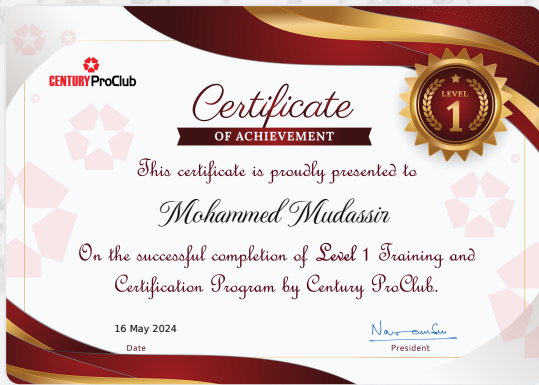 CENTURY ProClub
Certificate
OF ACHIEVEMENT
LEVEL
1
This certificate is proudly presented to
Mohammed Mudassir
On the successful completion of Level 1 Training and
Certification Program by Century ProClub.
16 May 2024
Date
President